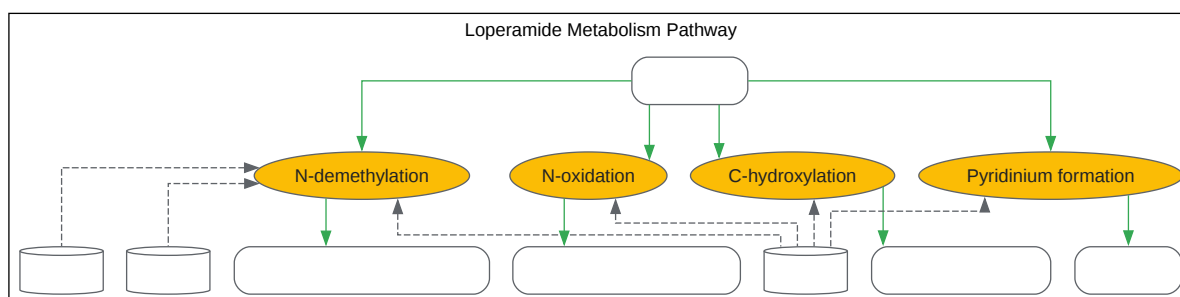 Loperamide Metabolism Pathway
N-demethylation
N-oxidation
C-hydroxylation
Pyridinium formation